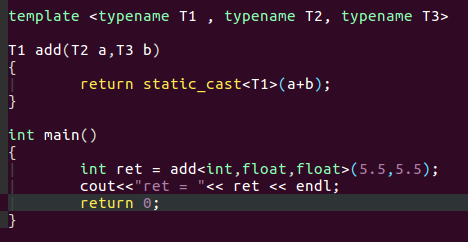 template <typename T1 , typename T2, typename T3>
T1 add(T2 a,T3 b)
{
return static_cast<T1>(a+b);
}
int main()
{
int ret = add<int,float,float>(5.5,5.5);
cout<<"ret = "<< ret << endl;
return 0;
}